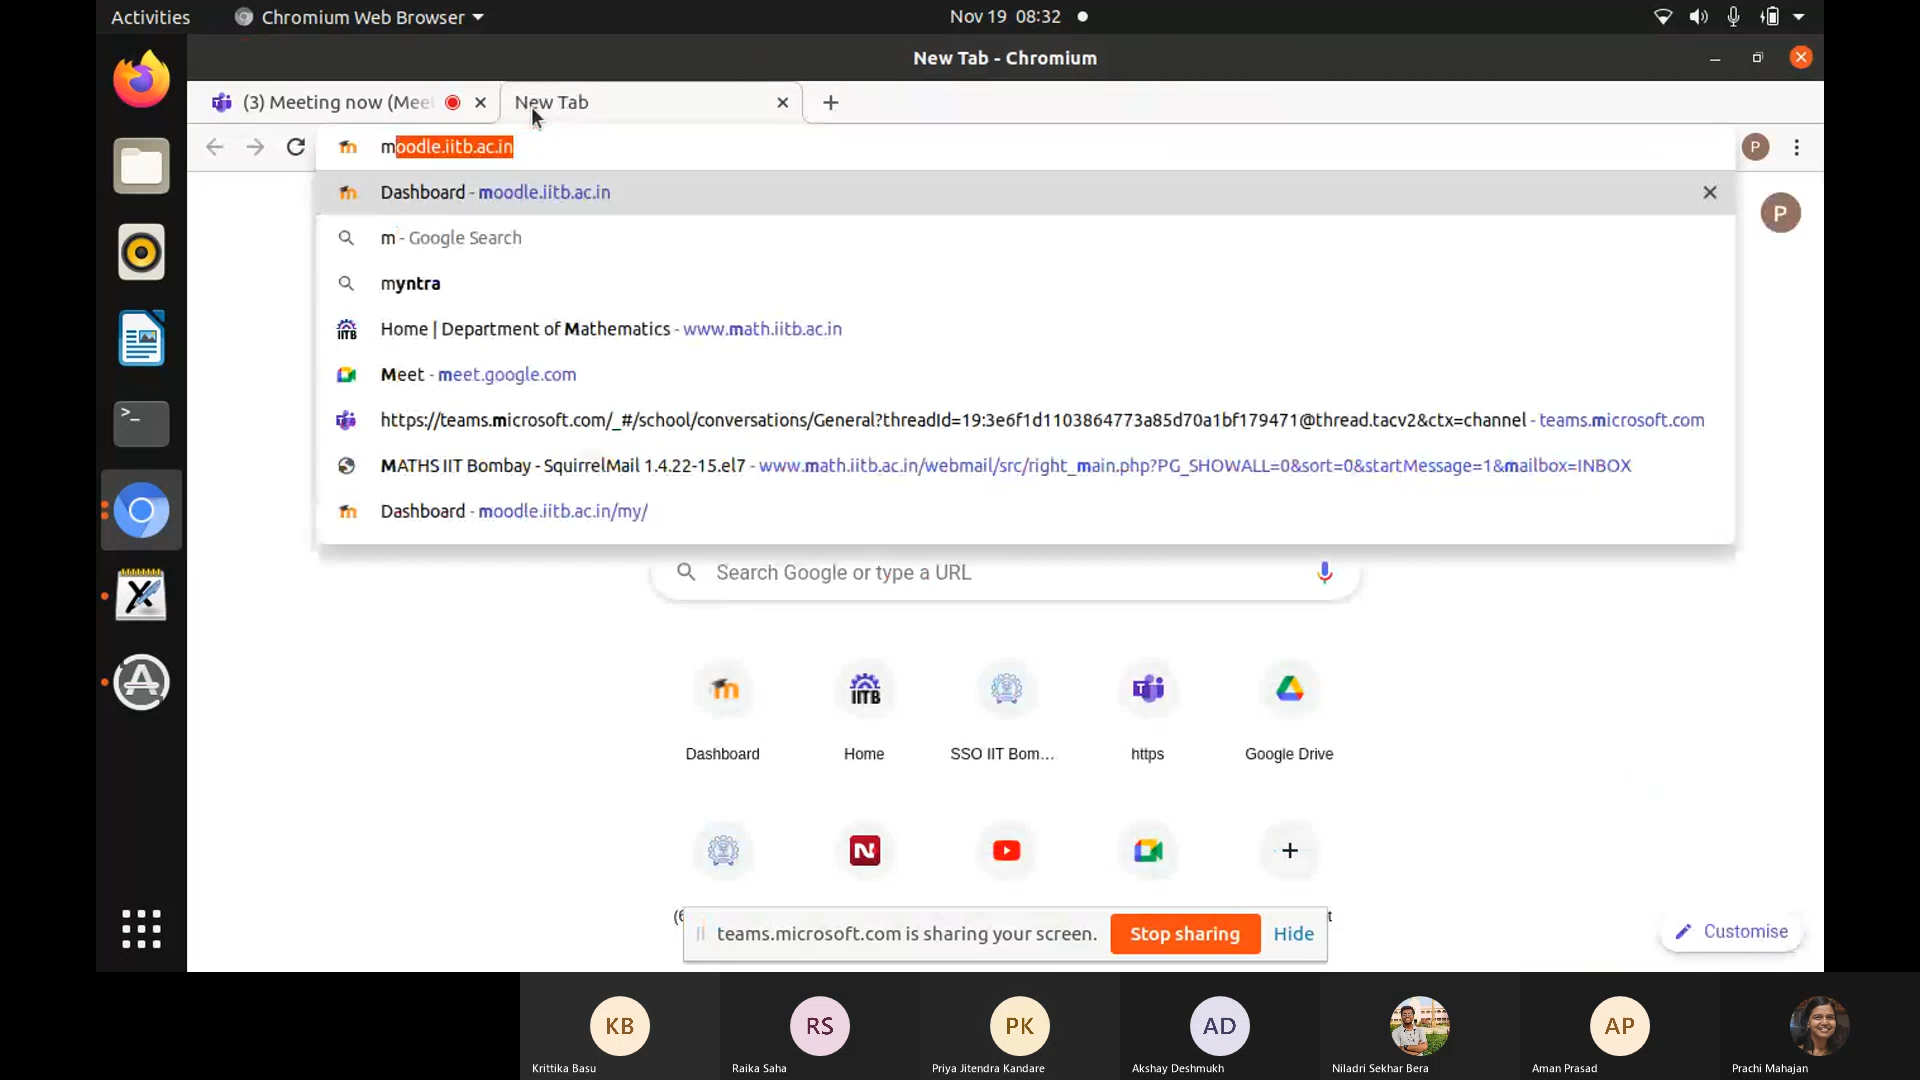 Activities
Chromium Web Browser
Nov 19 08:32
New Tab - Chromium
(3) Meeting now (Mee
New Tab
moodle.iitb.ac.in
P
Dashboard - moodle.iitb.ac.in
P
m - Google Search
myntra
IITB
Home | Department of Mathematics - www.math.iitb.ac.in
Meet - meet.google.com
https://teams.microsoft.com/_#/school/conversations/General?threadId=19:3e6f1d1103864773a85d70a1bf179471@thread.tacv2&ctx=channel - teams.microsoft.com
MATHS IIT Bombay - SquirrelMail 1.4.22-15.el7 - www.math.iitb.ac.in/webmail/src/right_main.php?PG_SHOWALL=0&sort=0&startMessage=1&mailbox=INBOX
Dashboard - moodle.iitb.ac.in/my/
Search Google or type a URL
IITB
Dashboard
Home
SSO IIT Bom...
https
Google Drive
N
(6
t
teams.microsoft.com is sharing your screen.
Stop sharing
Hide
Customise
KB
RS
PK
AD
AP
Krittika Basu
Raika Saha
Priya Jitendra Kandare
Akshay Deshmukh
Niladri Sekhar Bera
Aman Prasad
Prachi Mahajan